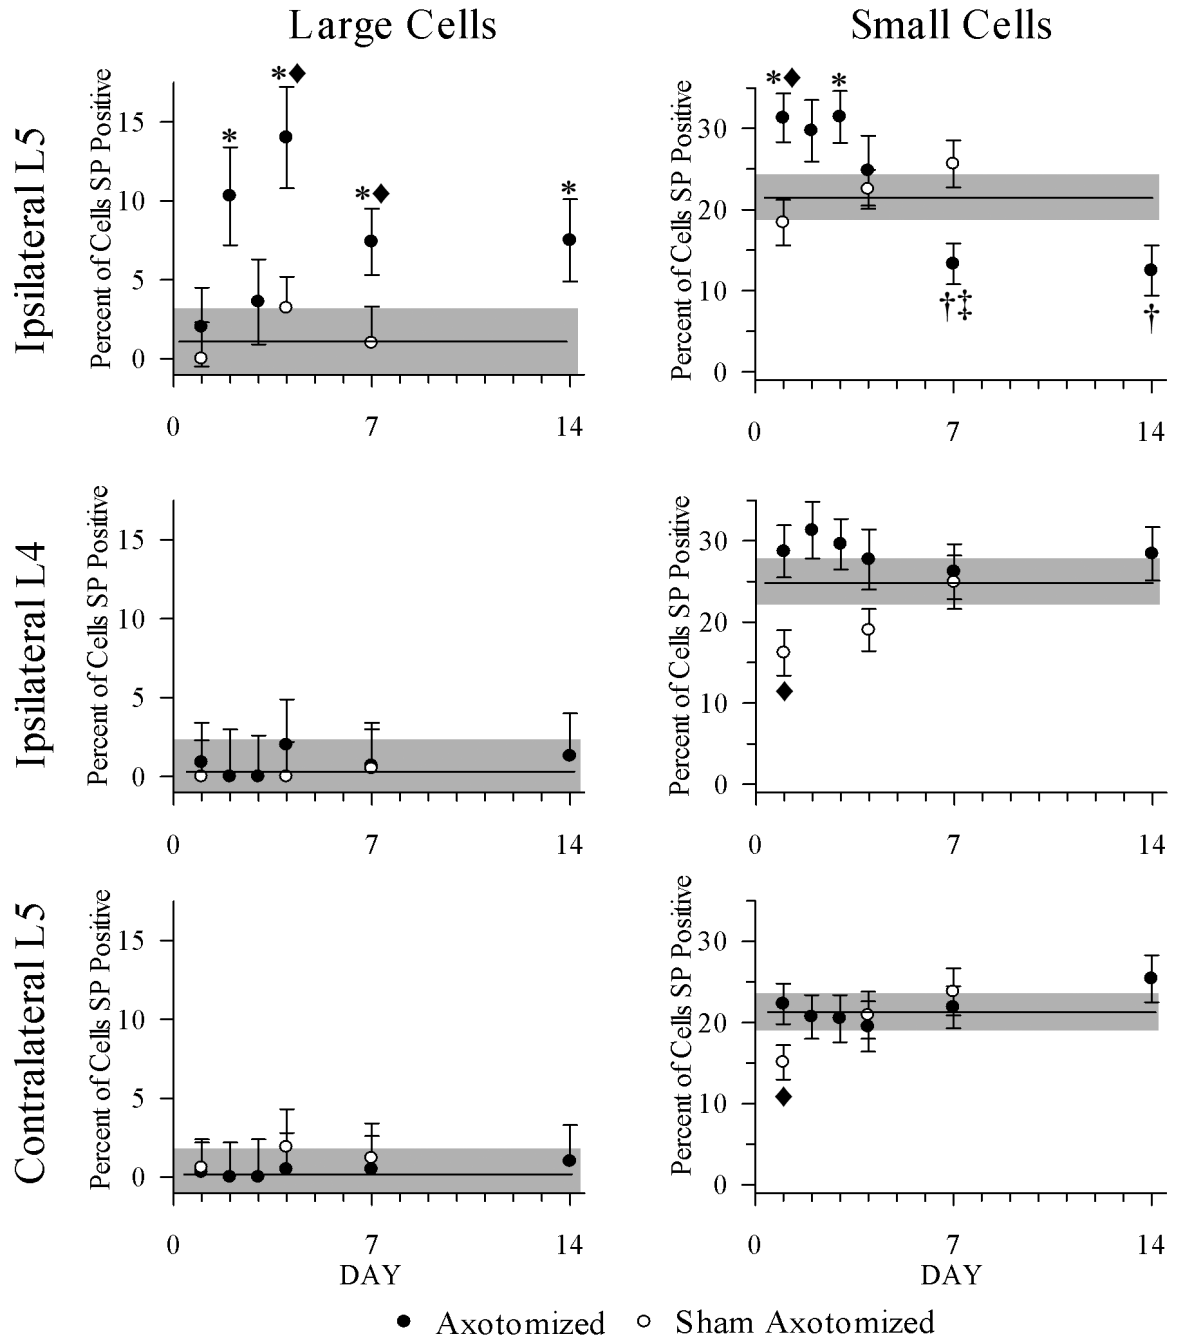 Large Cells Small Cells
Ipsilateral L5
Percent of Cells SP Positive
15
10
5
0
*♦
*
*♦
*
0 7 14
Percent of Cells SP Positive
30
20
10
0
*♦ *
†‡
†
0 7 14
Ipsilateral L4
Percent of Cells SP Positive
15
10
5
0
0 7 14
Percent of Cells SP Positive
30
20
10
0
♦
0 7 14
Contralateral L5
Percent of Cells SP Positive
15
10
5
0
0 7 14
DAY
Percent of Cells SP Positive
30
20
10
0
♦
0 7 14
DAY
● Axotomized ○ Sham Axotomized